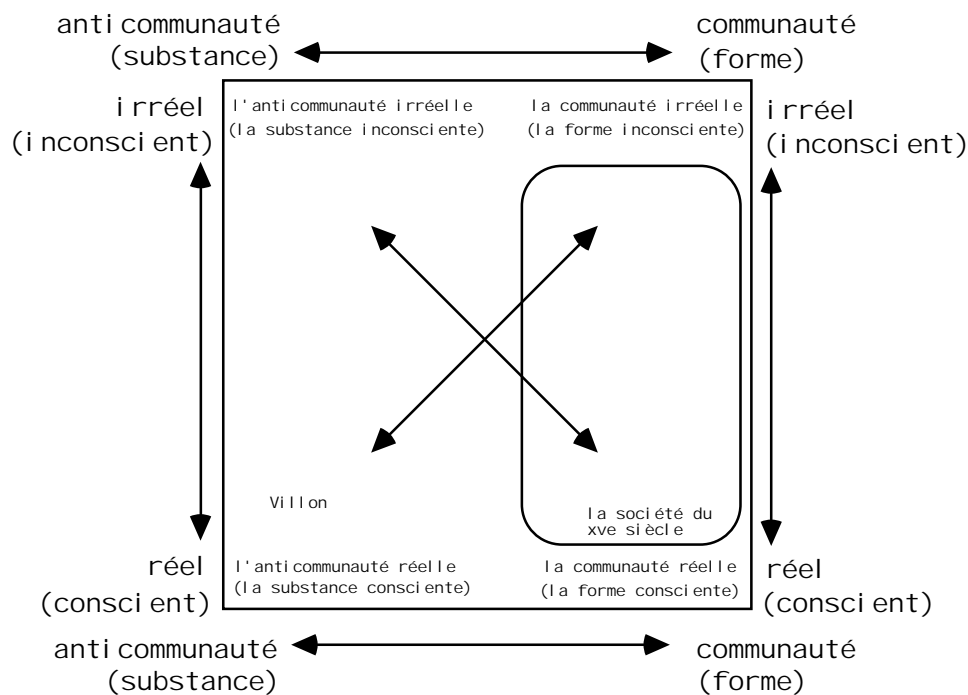 anticommunauté
(substance)
communauté
(forme)
irréel
(inconscient)
l'anticommunauté irréelle
(la substance inconsciente)
la communauté irréelle
(la forme inconsciente)
irréel
(inconscient)
Villon
la société du
xve siècle
réel
(conscient)
l'anticommunauté réelle
(la substance consciente)
la communauté réelle
(la forme consciente)
réel
(conscient)
anticommunauté
(substance)
communauté
(forme)